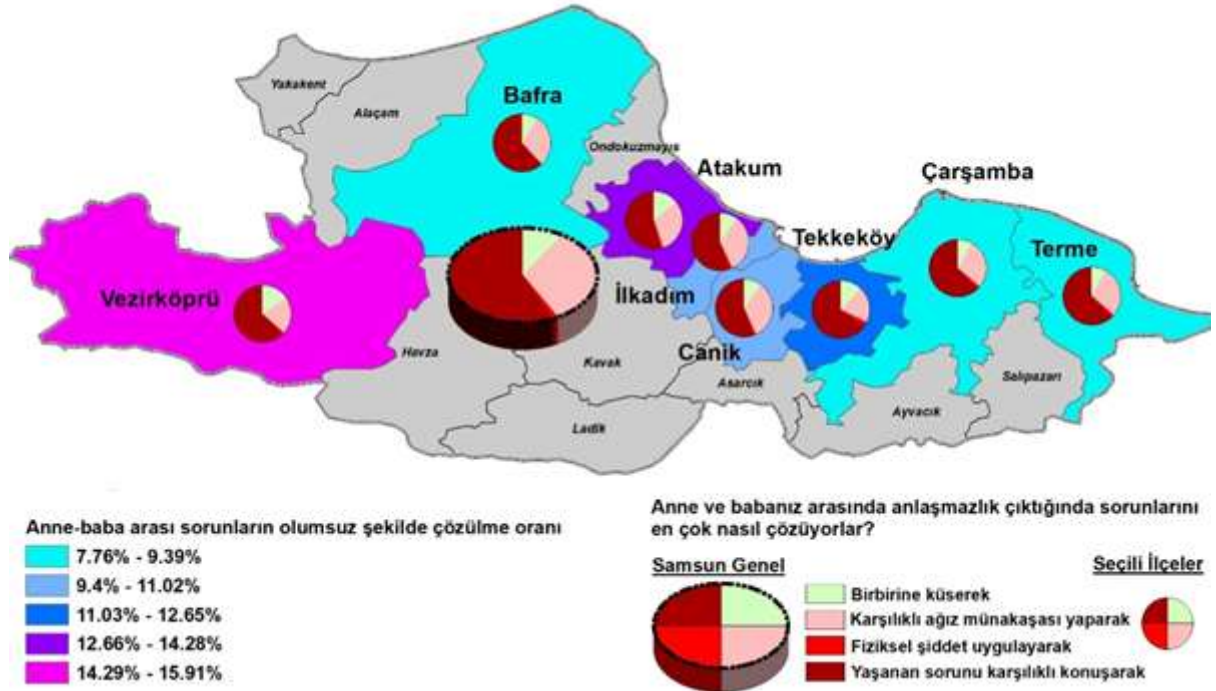 Yakakent
Alaçam
Bafra
Ondokuzmayıs
Atakum
Çarşamba
Tekkeköy
Terme
Vezirköprü
İlkadım
Havza
Kavak
Canik
Asarcık
Salıpazarı
Ayvacık
Ladik
Anne-baba arası sorunların olumsuz şekilde çözülme oranı
7.76% - 9.39%
9.4% - 11.02%
11.03% - 12.65%
12.66% - 14.28%
14.29% - 15.91%
Anne ve babanız arasında anlaşmazlık çıktığında sorunlarını
en çok nasıl çözüyorlar?
Samsun Genel
Seçili İlçeler
Birbirine küserek
Karşılıklı ağız münakaşası yaparak
Fiziksel şiddet uygulayarak
Yaşanan sorunu karşılıklı konuşarak